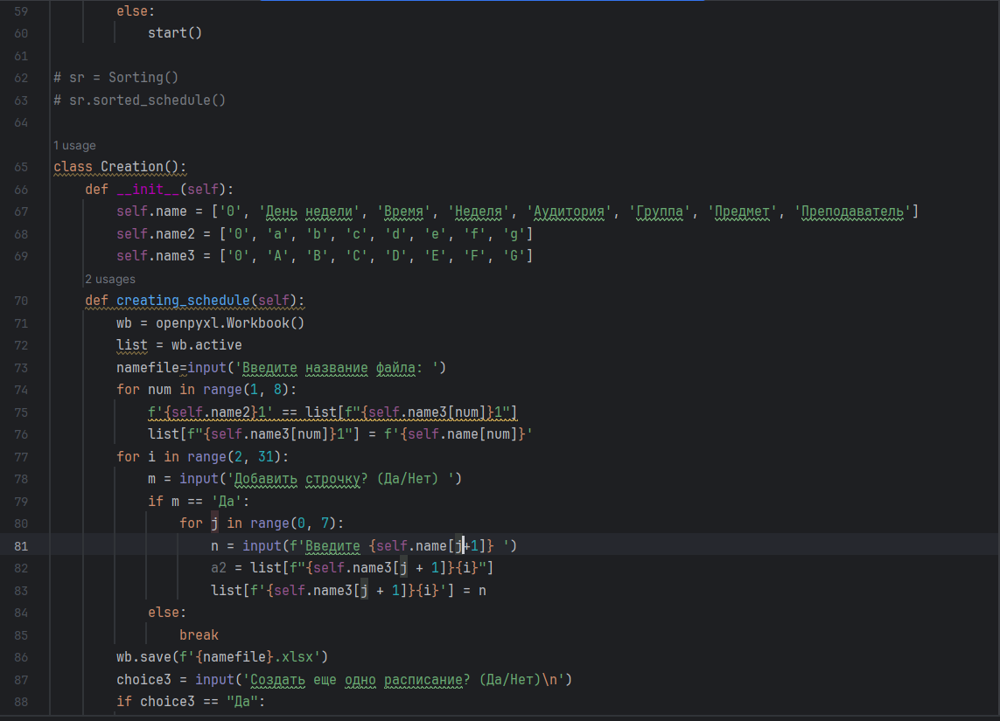 59 else:
60 start()
61
62 # sr = Sorting()
63 # sr.sorted_schedule()
64
1 usage
65 class Creation():
66 def __init__(self):
67 self.name = ['0', 'День недели', 'Время', 'Неделя', 'Аудитория', 'Группа', 'Предмет', 'Преподаватель']
68 self.name2 = ['0', 'a', 'b', 'c', 'd', 'e', 'f', 'g']
69 self.name3 = ['0', 'A', 'B', 'C', 'D', 'E', 'F', 'G']
2 usages
70 def creating_schedule(self):
71 wb = openpyxl.Workbook()
72 list = wb.active
73 namefile=input('Введите название файла: ')
74 for num in range(1, 8):
75 f'{self.name2}1' == list[f"{self.name3[num]}1"]
76 list[f"{self.name3[num]}1"] = f'{self.name[num]}'
77 for i in range(2, 31):
78 m = input('Добавить строчку? (Да/Нет) ')
79 if m == 'Да':
80 for j in range(0, 7):
81 n = input(f'Введите {self.name[j+1]} ')
82 a2 = list[f"{self.name3[j + 1]}{i}"]
83 list[f'{self.name3[j + 1]}{i}'] = n
84 else:
85 break
86 wb.save(f'{namefile}.xlsx')
87 choice3 = input('Создать еще одно расписание? (Да/Нет)\n')
88 if choice3 == "Да":